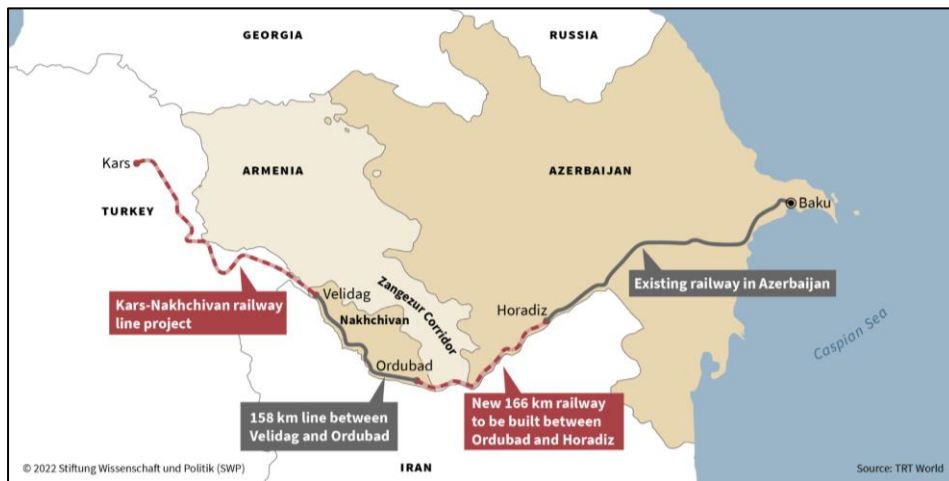 GEORGIA
RUSSIA
Kars
ARMENIA
AZERBAIJAN
TURKEY
Baku
Existing railway in Azerbaijan
Kars-Nakhchivan railway
line project
Velidag
Zangezur Corridor
Horadiz
Nakhchivan
Caspian Sea
Ordubad
158 km line between
Velidag and Ordubad
New 166 km railway
to be built between
Ordubad and Horadiz
IRAN
© 2022 Stiftung Wissenschaft und Politik (SWP)
Source: TRT World